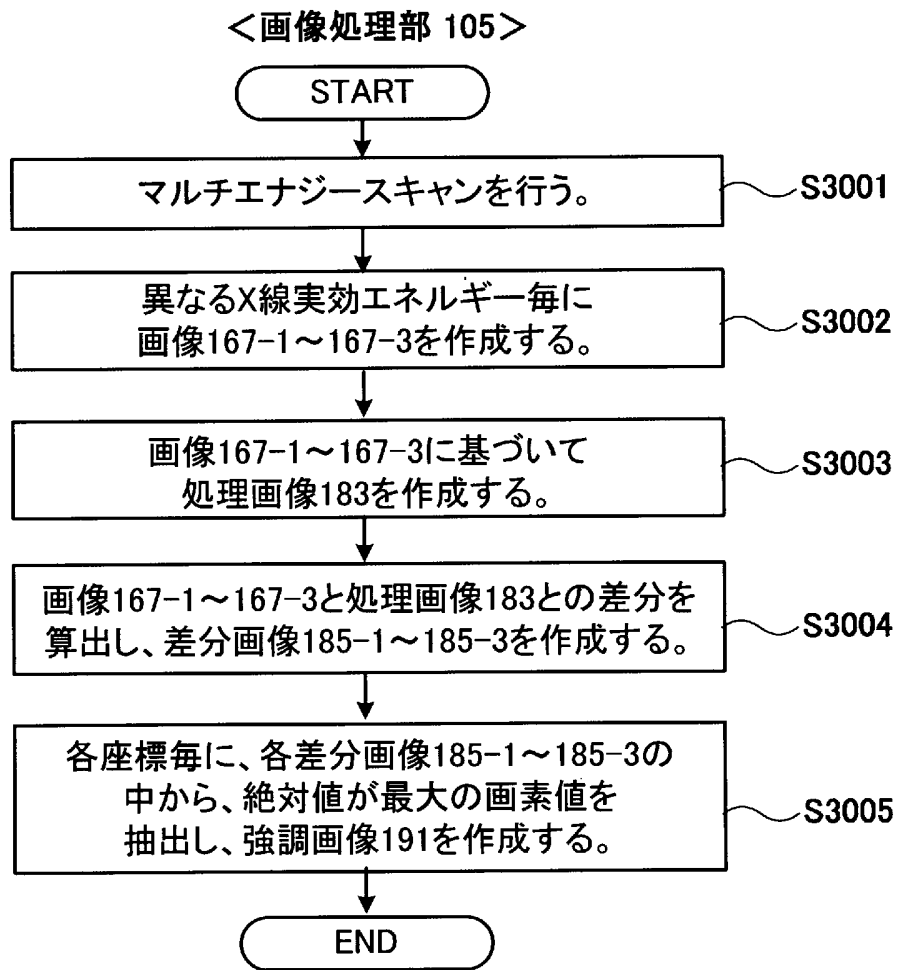 ＜画像処理部 105＞
START
マルチエナジースキャンを行う。
S3001
異なるX線実効エネルギー毎に
画像167-1～167-3を作成する。
S3002
画像167-1～167-3に基づいて
処理画像183を作成する。
S3003
画像167-1～167-3と処理画像183との差分を
算出し、差分画像185-1～185-3を作成する。
S3004
各座標毎に、各差分画像185-1～185-3の
中から、絶対値が最大の画素値を
抽出し、強調画像191を作成する。
S3005
END